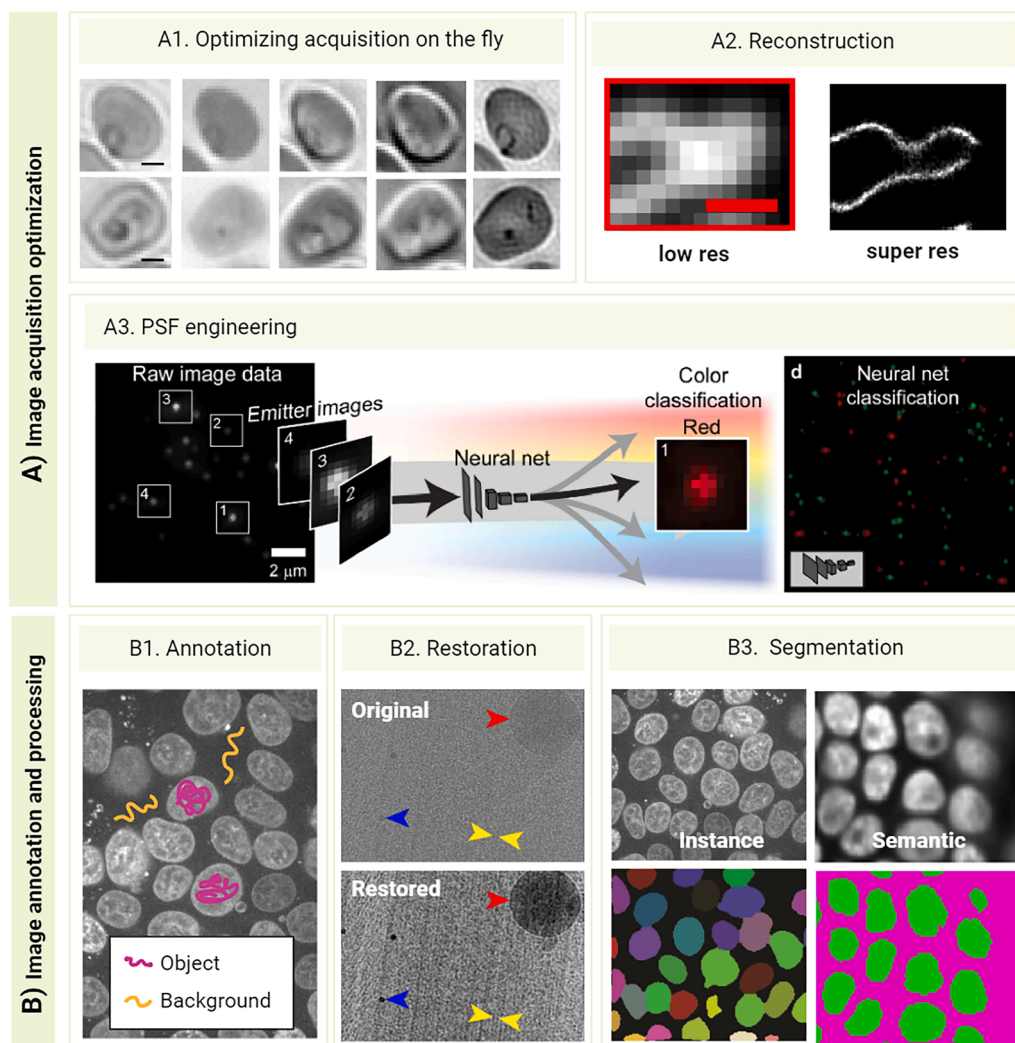 A) Image acquisition optimization
A1. Optimizing acquisition on the fly
A2. Reconstruction
low res
super res
A3. PSF engineering
Raw image data
3
2
4
1
2 μm
Emitter images
4
3
2
Neural net
Color
classification
Red
1
d
Neural net
classification
B) Image annotation and processing
B1. Annotation
Object
Background
B2. Restoration
Original
Restored
B3. Segmentation
Instance
Semantic